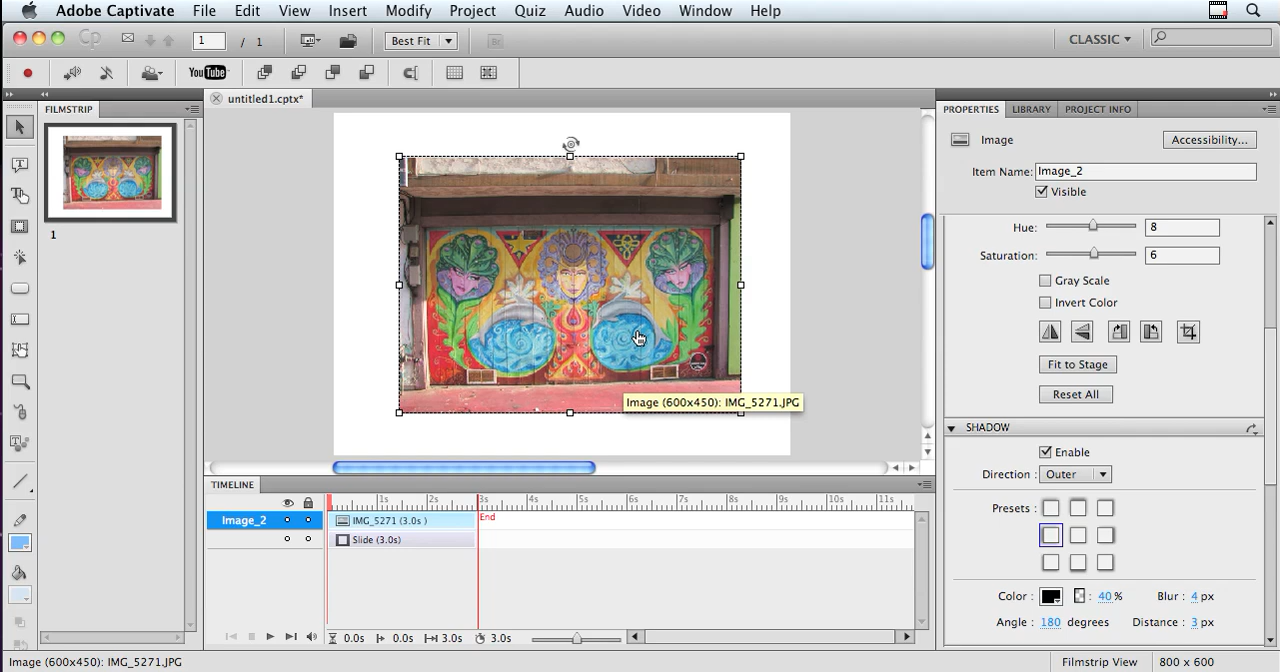 Adobe Captivate File Edit View Insert Modify Project Quiz Audio Video Window Help
Cp 1 / 1 Best Fit Br CLASSIC
YouTube
FILMSTRIP untitled1.cptx* PROPERTIES LIBRARY PROJECT INFO
Image Accessibility...
Item Name: Image_2
Visible
1
Hue: 8
Saturation: 6
Gray Scale
Invert Color
Fit to Stage
Reset All
Image (600x450): IMG_5271.JPG
SHADOW
Enable
Direction: Outer
TIMELINE
1s 2s 3s 4s 5s 6s 7s 8s 9s 10s 11s
Image_2 IMG_5271 (3.0s ) End
Slide (3.0s)
Presets:
Color : 40 % Blur: 4 px
Angle : 180 degrees Distance : 3 px
0.0s 0.0s 3.0s 3.0s
Image (600x450): IMG_5271.JPG Filmstrip View 800 x 600